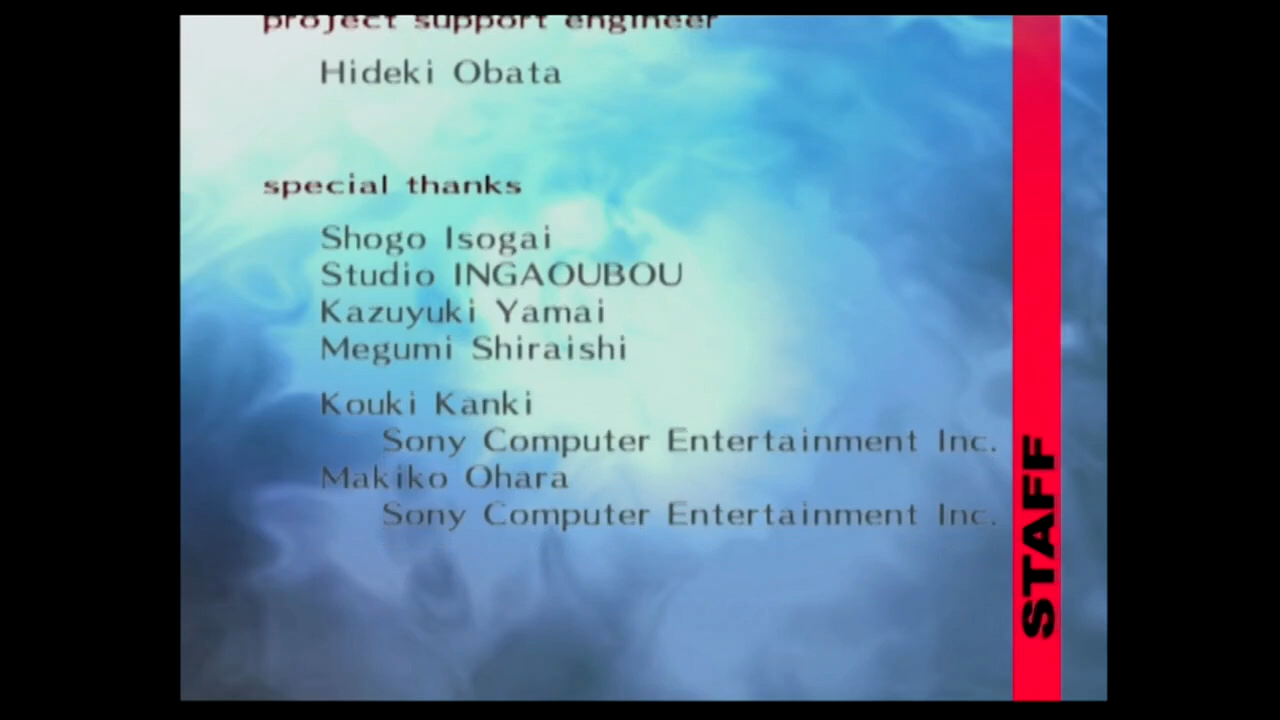 project support engineer
Hideki Obata
special thanks
Shogo Isogai
Studio INGAOUBOU
Kazuyuki Yamai
Megumi Shiraishi
Kouki Kanki
Sony Computer Entertainment Inc.
Makiko Ohara
Sony Computer Entertainment Inc.
STAFF